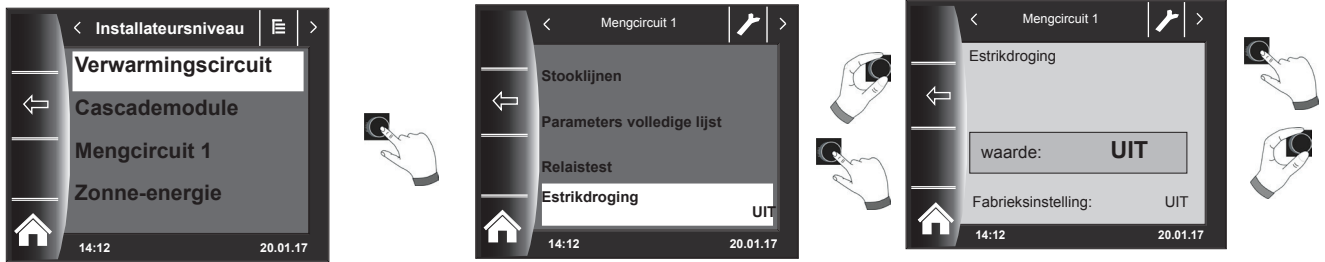 Installateursniveau
Verwarmingscircuit
Cascademodule
Mengcircuit 1
Zonne-energie
14:12 20.01.17
Mengcircuit 1
Stooklijnen
Parameters volledige lijst
Relaistest
Estrikdroging
UIT
14:12 20.01.17
Mengcircuit 1
Estrikdroging
waarde: UIT
Fabrieksinstelling: UIT
14:12 20.01.17